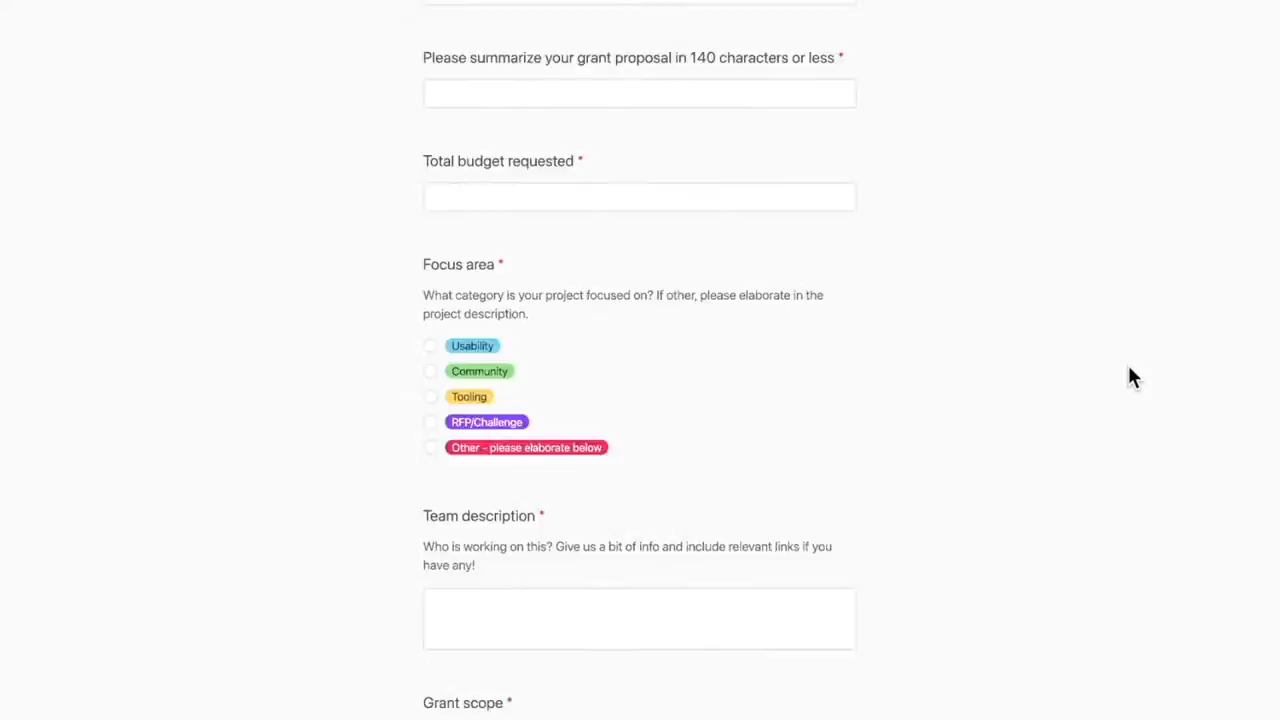 Please summarize your grant proposal in 140 characters or less *
Total budget requested *
Focus area *
What category is your project focused on? If other, please elaborate in the
project description.
Usability
Community
Tooling
RFP/Challenge
Other - please elaborate below
Team description *
Who is working on this? Give us a bit of info and include relevant links if you
have any!
Grant scope *